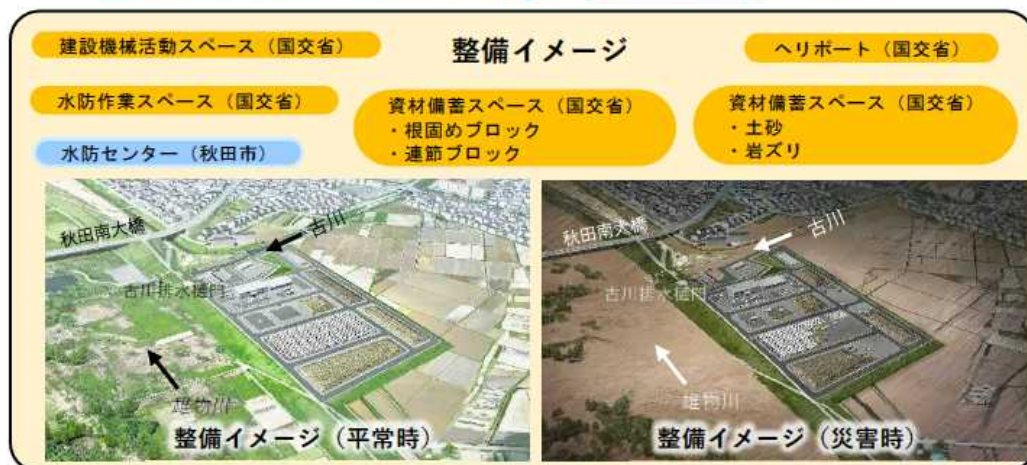 整備イメージ
建設機械活動スペース（国交省）
ヘリポート（国交省）
水防作業スペース（国交省）
資材備蓄スペース（国交省）
・根固めブロック
・連節ブロック
資材備蓄スペース（国交省）
・土砂
・岩ズリ
水防センター（秋田市）
秋田南大橋
古川
古川排水樋門
雄物川
整備イメージ（平常時）
秋田南大橋
古川
古川排水樋門
雄物川
整備イメージ（災害時）